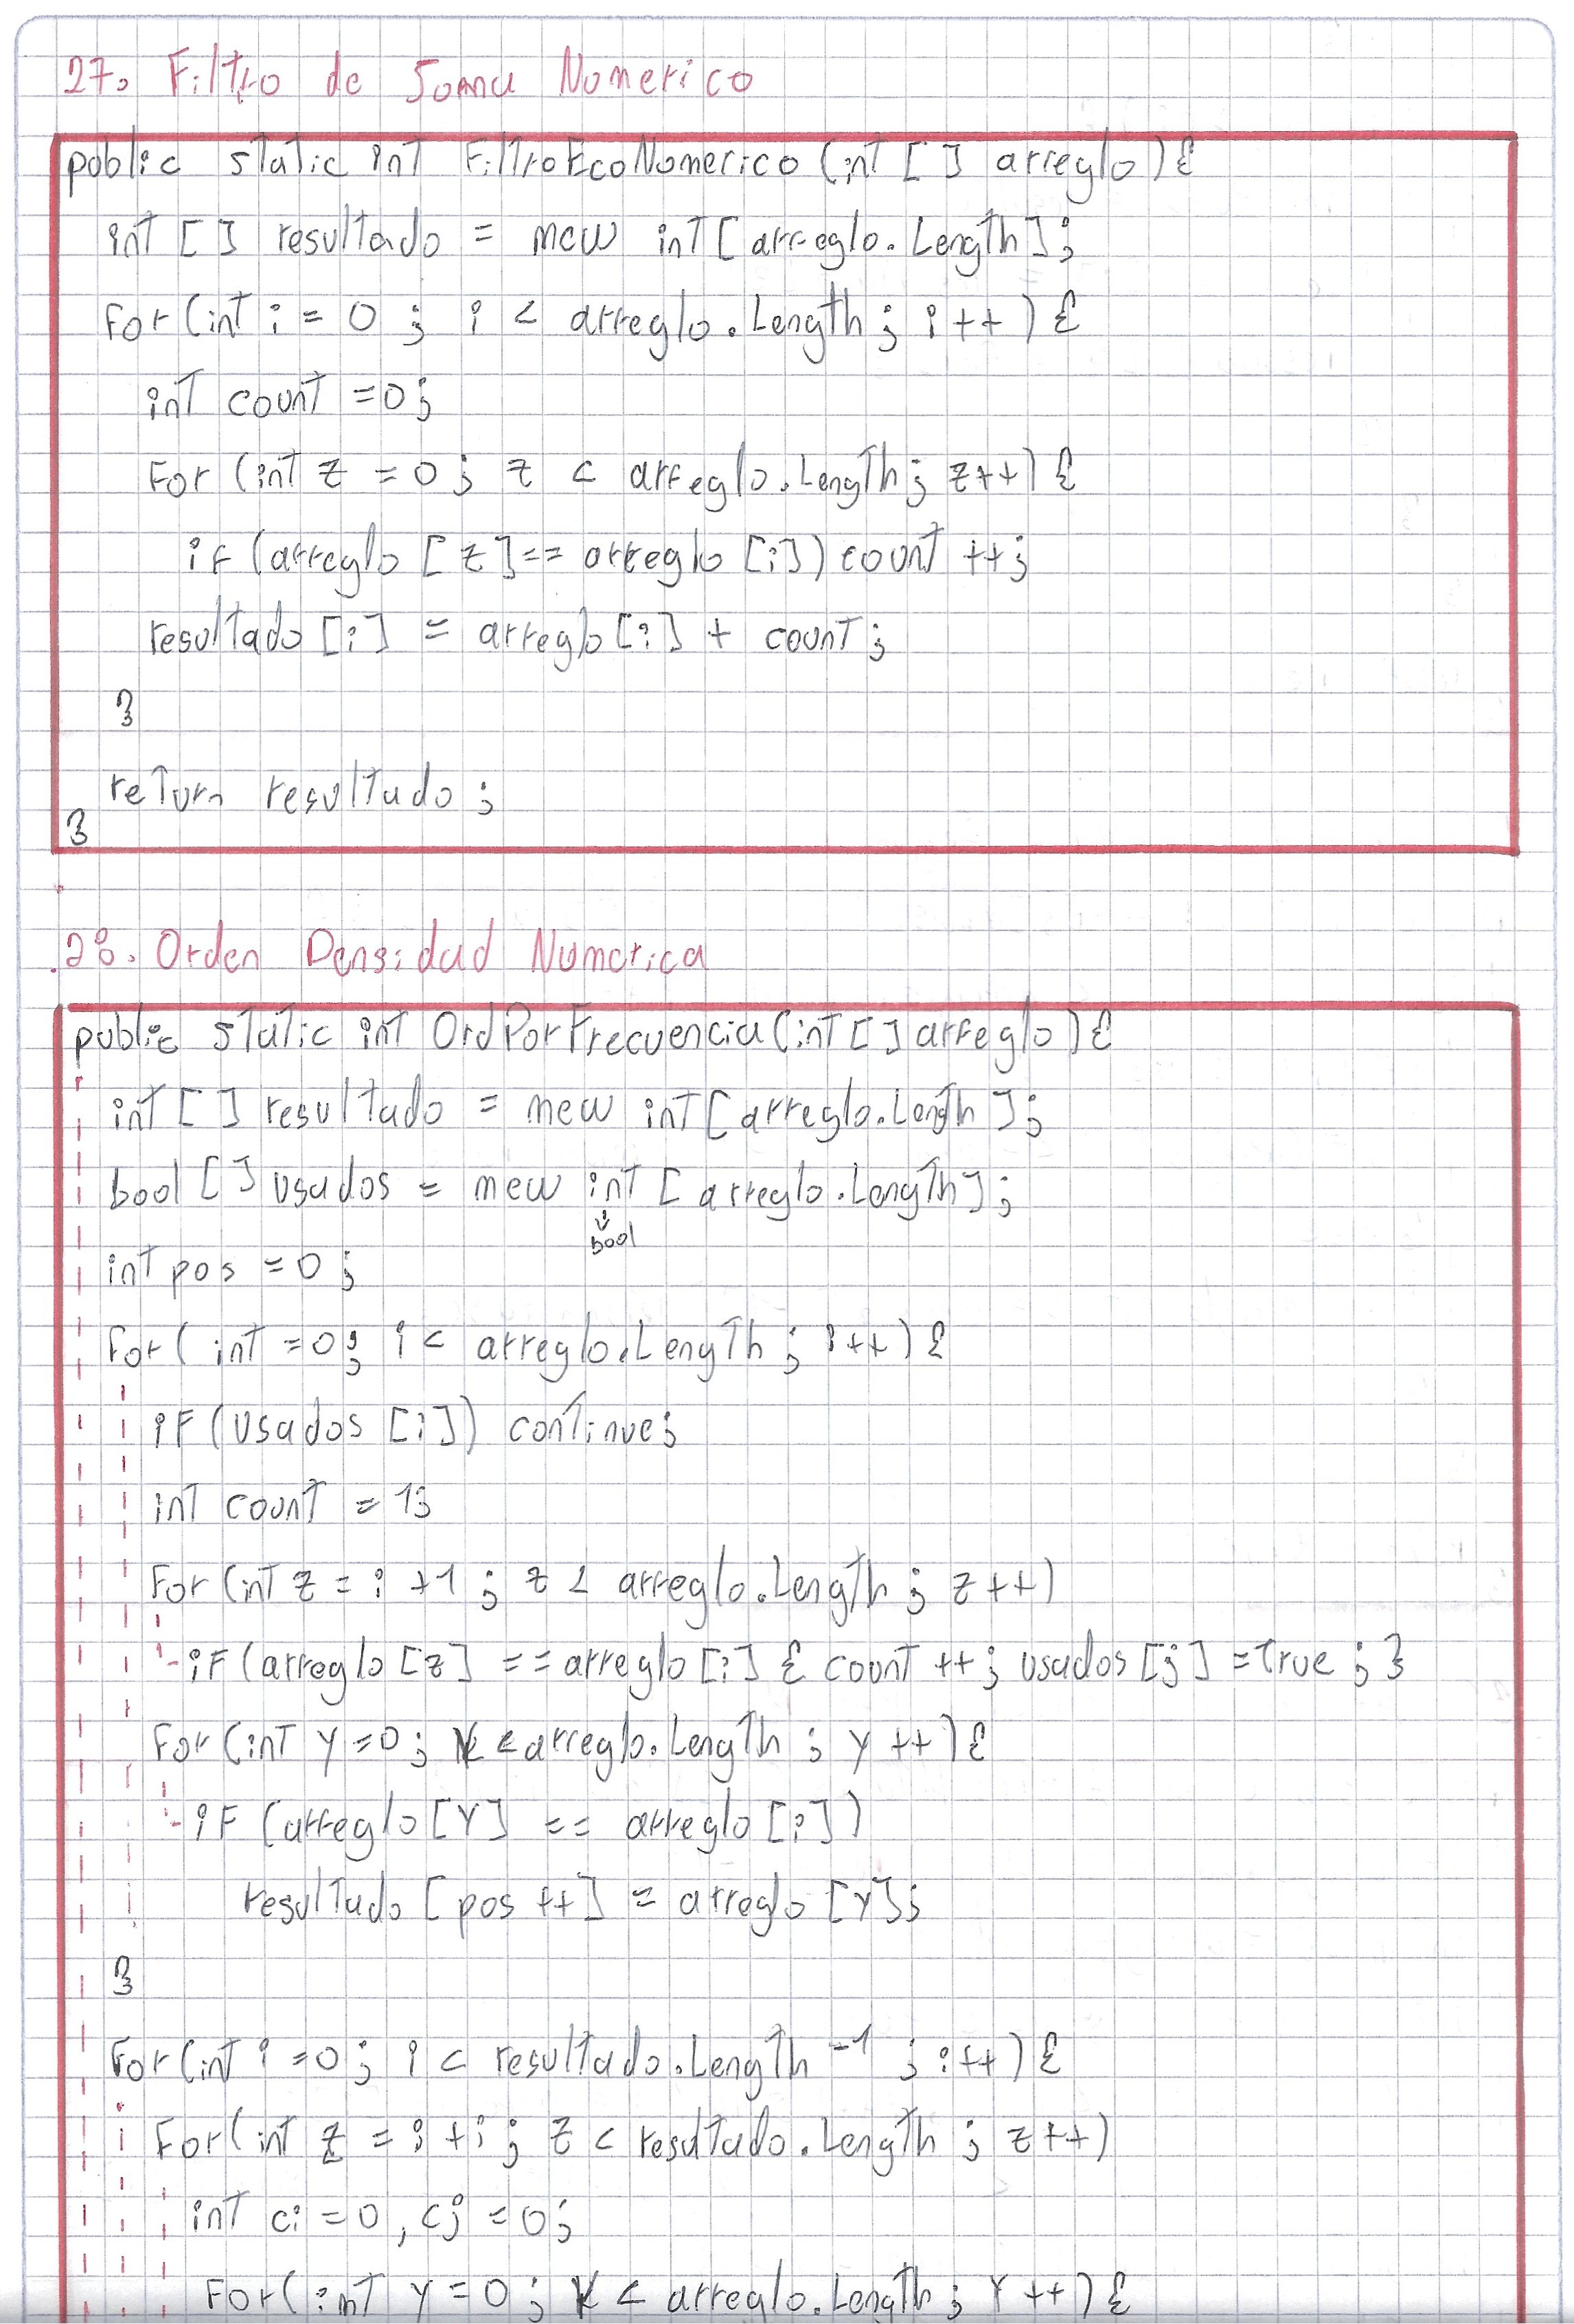 27. Filtro de Soma Numerico
public static int FiltroEcoNumerico (int [] arreglo) {
int [] resultado = new int [arreglo.Length];
for (int i = 0 ; i < arreglo.Length ; i ++ ) {
int count = 0;
For (int z = 0 ; z < arreglo.Length ; z++) {
if (arreglo [z] == arreglo [i]) count ++;
resultado [i] = arreglo [i] + count ;
}
return resultado ;
}
28. Orden Densidad Numerica
public static int OrdPorFrecuencia (int [] arreglo) {
int [] resultado = new int [arreglo.Length ];
bool [] usados = new int [ arreglo.Length];
bool
int pos = 0 ;
for ( int = 0 ; i < arreglo.Length ; i ++) {
if (usados [i]) continue;
int count = 1;
For (int z = i +1 ; z < arreglo.Length ; z ++)
if (arreglo [z] == arreglo [i] { count ++ ; usados [j] = true ; }
For (int y = 0 ; y < arreglo.Length ; y ++) {
if (arreglo [Y] == arreglo [i])
resultado [pos ++] = arreglo [Y];
}
For (int i = 0 ; i < resultado.Length -1 ; i ++) {
For (int z = i + i ; z < resultado.Length ; z ++)
int ci = 0 , cj = 0 ;
For ( int y = 0 ; y < arreglo.Length ; Y ++) {